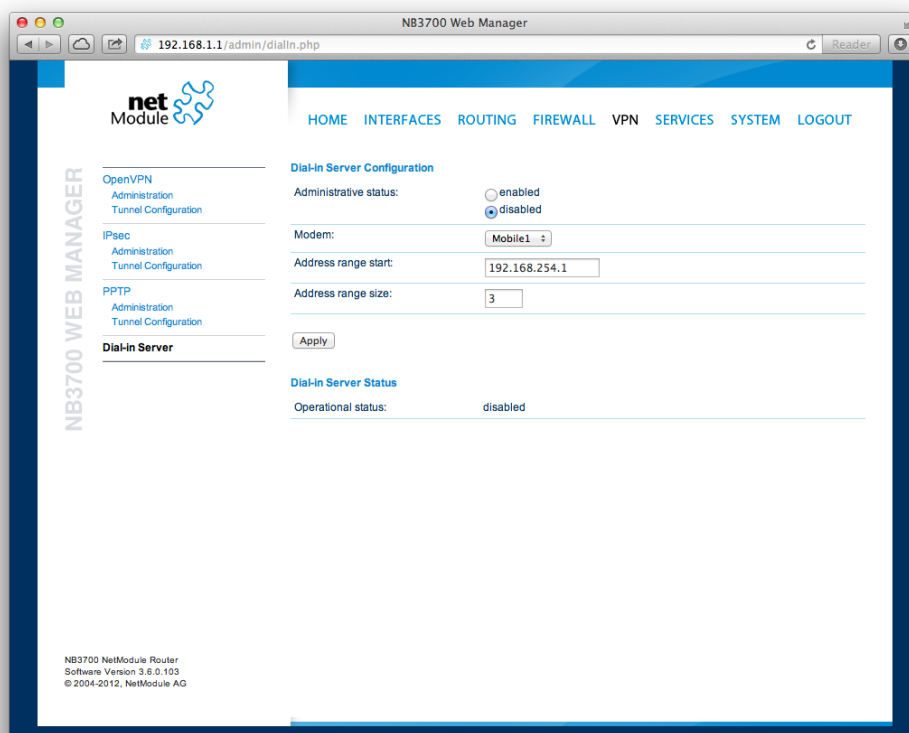 NB3700 Web Manager
192.168.1.1/admin/dialIn.php
Reader
net
Module
HOME INTERFACES ROUTING FIREWALL VPN SERVICES SYSTEM LOGOUT
NB3700 WEB MANAGER
OpenVPN
Administration
Tunnel Configuration
IPsec
Administration
Tunnel Configuration
PPTP
Administration
Tunnel Configuration
Dial-in Server
Dial-in Server Configuration
Administrative status:
enabled
disabled
Modem: Mobile1
Address range start: 192.168.254.1
Address range size: 3
Apply
Dial-in Server Status
Operational status: disabled
NB3700 NetModule Router
Software Version 3.6.0.103
© 2004-2012, NetModule AG